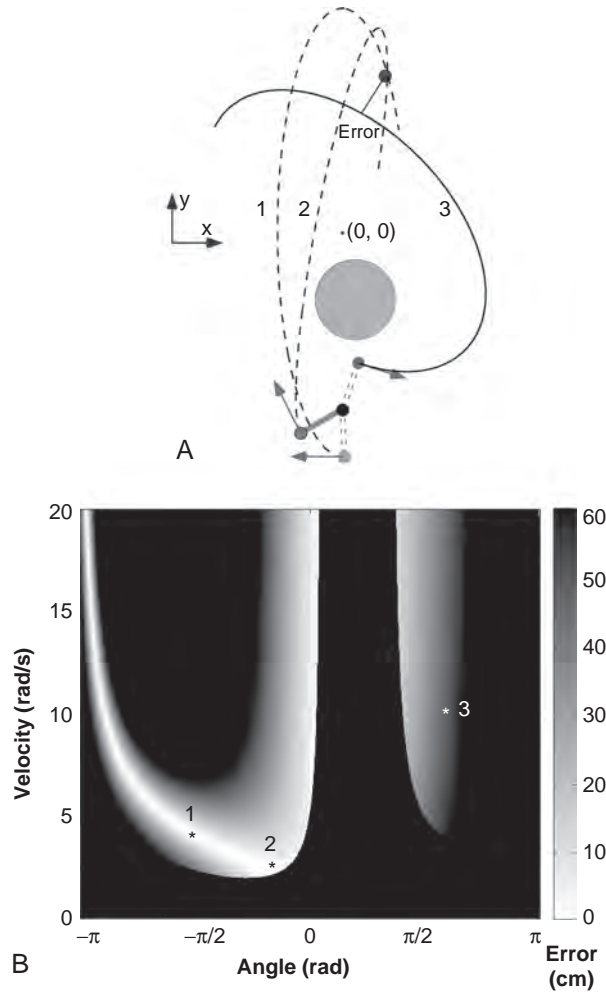 1
2
Error
3
y
x
(0, 0)
A
20
15
10
5
0
Velocity (rad/s)
1
2
3
–π
–π/2
0
π/2
π
Angle (rad)
60
50
40
30
20
10
0
Error
(cm)
B